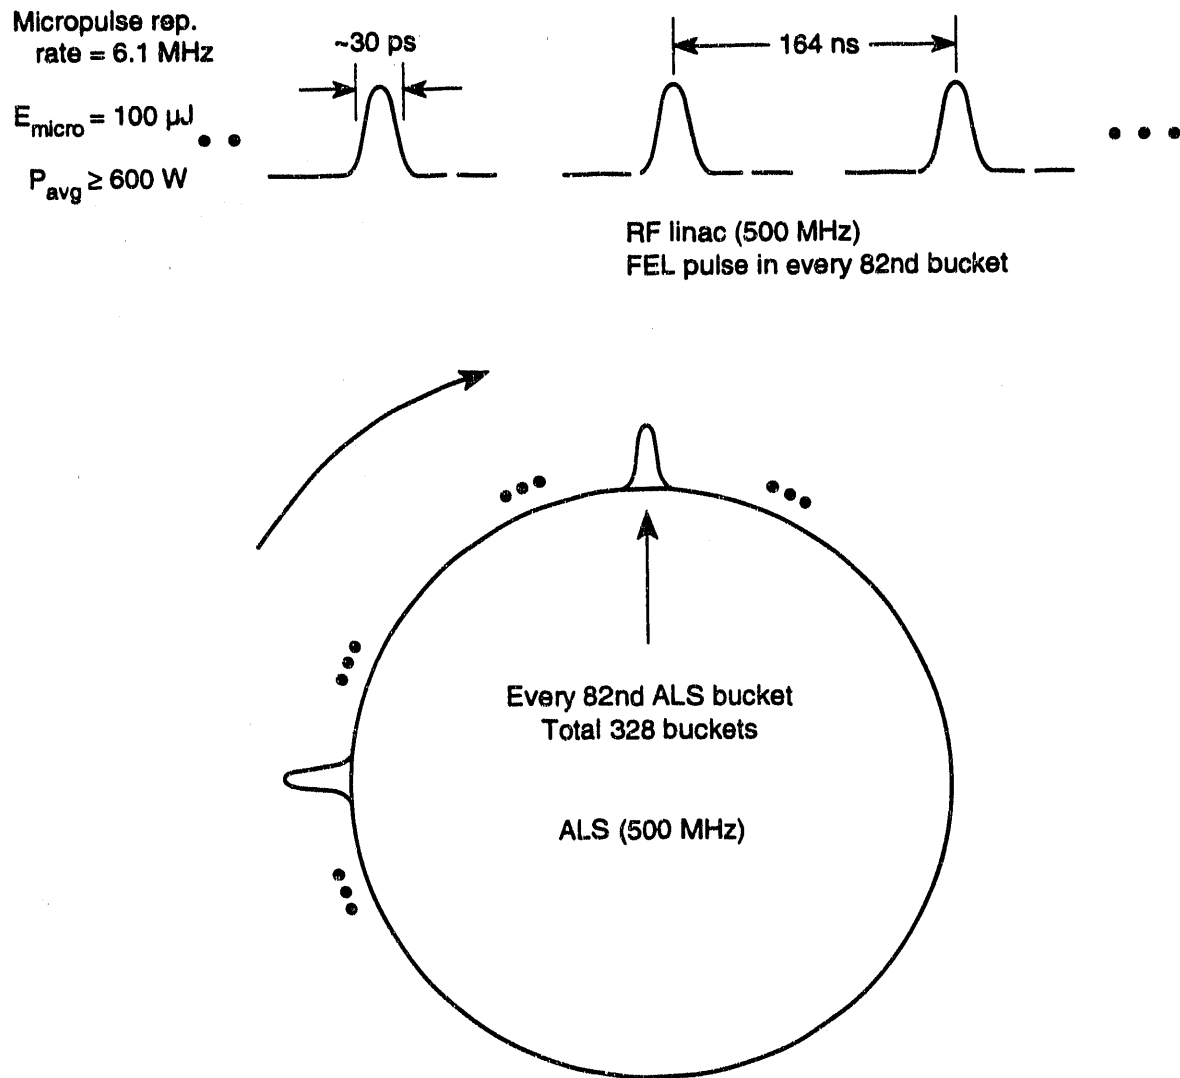 Micropulse rep.
rate = 6.1 MHz
E_micro = 100 μJ
P_avg ≥ 600 W
~30 ps
164 ns
RF linac (500 MHz)
FEL pulse in every 82nd bucket
Every 82nd ALS bucket
Total 328 buckets
ALS (500 MHz)